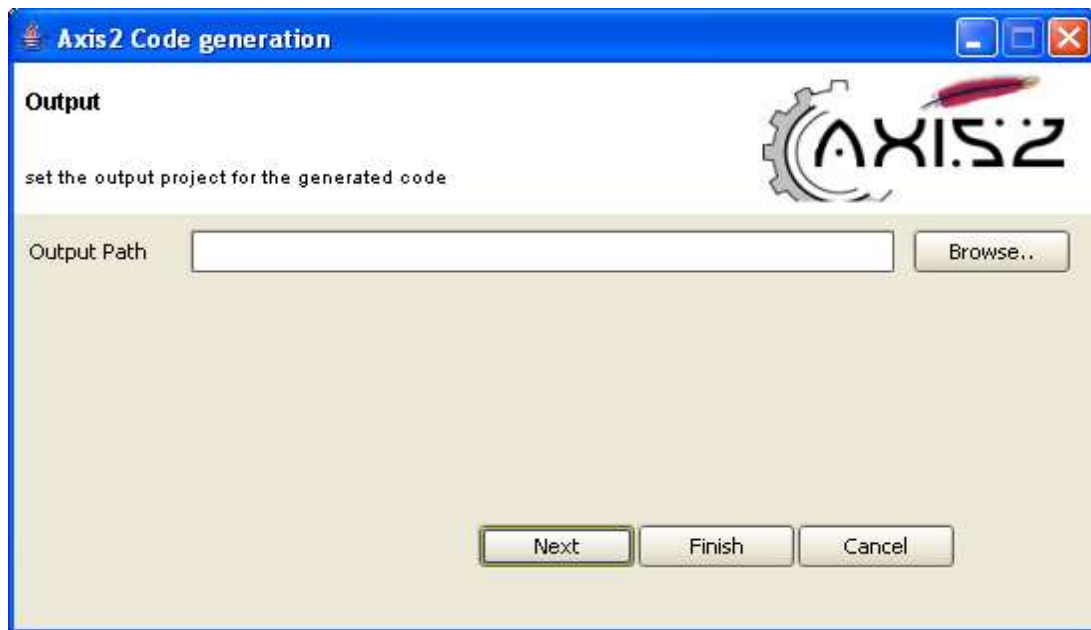 Axis2 Code generation
Output
AXIS2
set the output project for the generated code
Output Path
Browse..
Next
Finish
Cancel